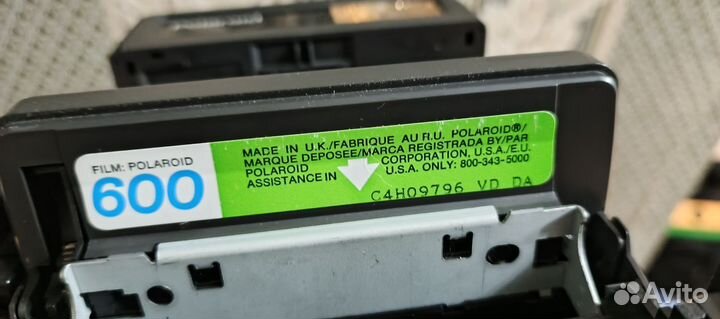 FILM: POLAROID
600
MADE IN U.K./FABRIQUE AU R.U. POLAROID®/
MARQUE DEPOSEE/MARCA REGISTRADA BY/PAR
POLAROID CORPORATION, U.S.A./E.U.
ASSISTANCE IN U.S.A. ONLY: 800-343-5000
C4H09796 VD DA
Avito